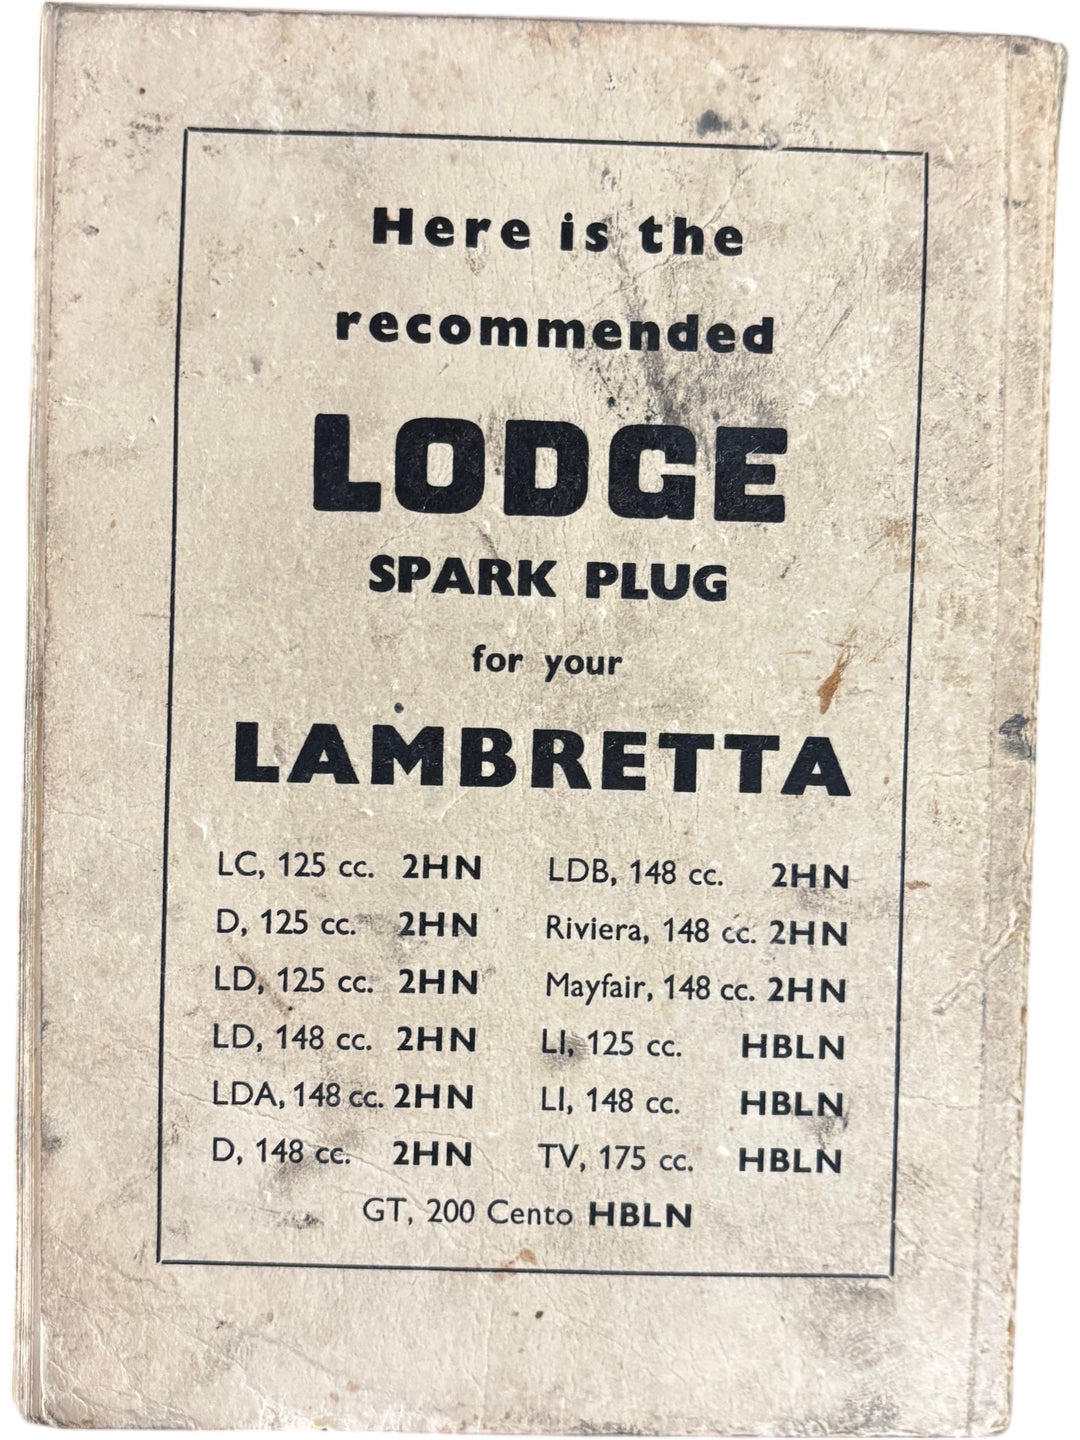 Here is the
recommended
LODGE
SPARK PLUG
for your
LAMBRETTA
LC, 125 cc. 2HN LDB, 148 cc. 2HN
D, 125 cc. 2HN Riviera, 148 cc. 2HN
LD, 125 cc. 2HN Mayfair, 148 cc. 2HN
LD, 148 cc. 2HN LI, 125 cc. HBLN
LDA, 148 cc. 2HN LI, 148 cc. HBLN
D, 148 cc. 2HN TV, 175 cc. HBLN
GT, 200 Cento HBLN